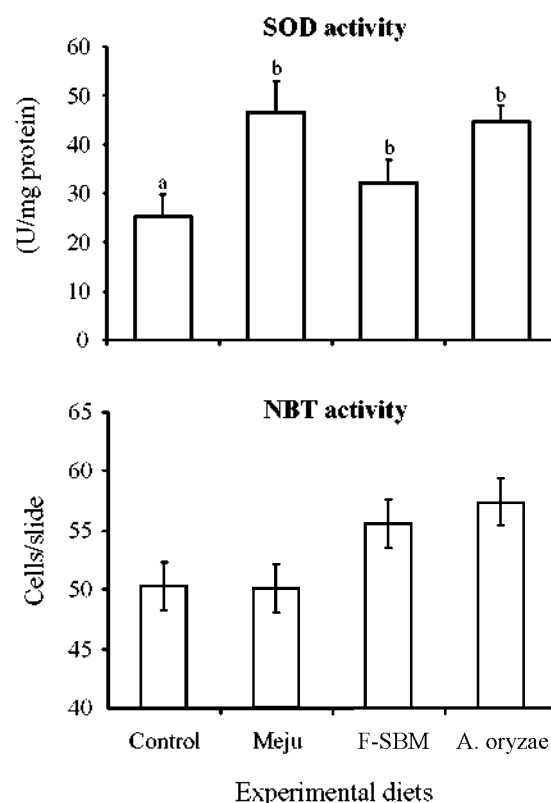 SOD activity
60
50
40
30
20
10
0
(U/mg protein)
a
b
b
b
NBT activity
65
60
55
50
45
40
Cells/slide
Control Meju F-SBM A. oryzae
Experimental diets